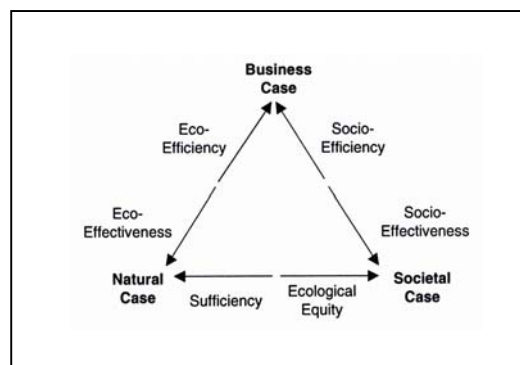 Business
Case
Eco-
Efficiency
Socio-
Efficiency
Eco-
Effectiveness
Socio-
Effectiveness
Natural
Case
Sufficiency
Ecological
Equity
Societal
Case